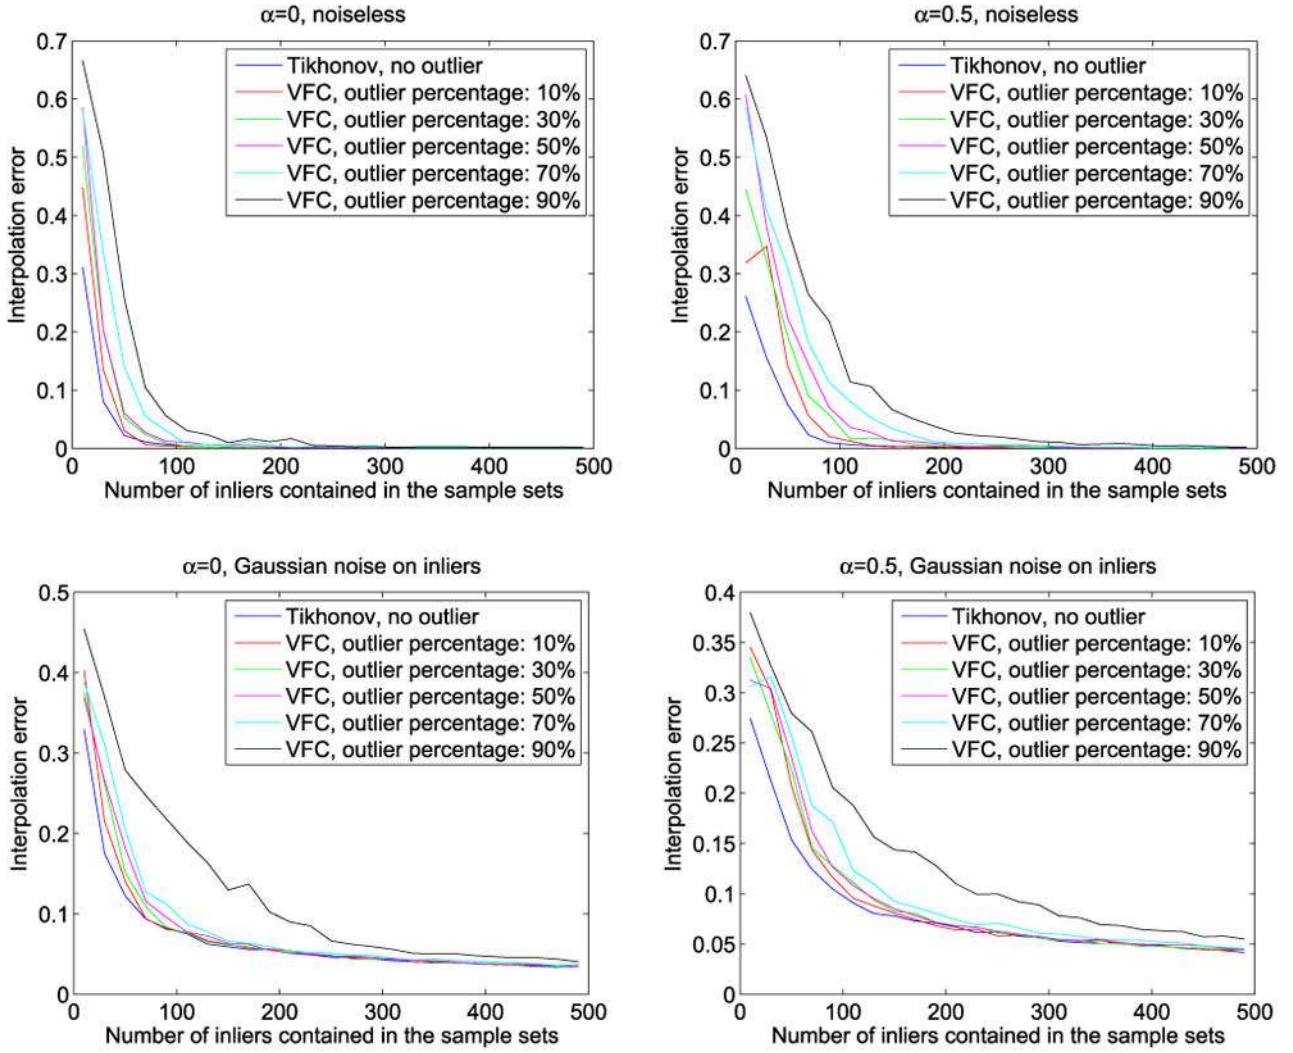 α=0, noiseless
0.7
0.6
0.5
0.4
0.3
0.2
0.1
0
Interpolation error
Tikhonov, no outlier
VFC, outlier percentage: 10%
VFC, outlier percentage: 30%
VFC, outlier percentage: 50%
VFC, outlier percentage: 70%
VFC, outlier percentage: 90%
0 100 200 300 400 500
Number of inliers contained in the sample sets
α=0.5, noiseless
0.7
0.6
0.5
0.4
0.3
0.2
0.1
0
Interpolation error
Tikhonov, no outlier
VFC, outlier percentage: 10%
VFC, outlier percentage: 30%
VFC, outlier percentage: 50%
VFC, outlier percentage: 70%
VFC, outlier percentage: 90%
0 100 200 300 400 500
Number of inliers contained in the sample sets
α=0, Gaussian noise on inliers
0.5
0.4
0.3
0.2
0.1
0
Interpolation error
Tikhonov, no outlier
VFC, outlier percentage: 10%
VFC, outlier percentage: 30%
VFC, outlier percentage: 50%
VFC, outlier percentage: 70%
VFC, outlier percentage: 90%
0 100 200 300 400 500
Number of inliers contained in the sample sets
α=0.5, Gaussian noise on inliers
0.4
0.35
0.3
0.25
0.2
0.15
0.1
0.05
0
Interpolation error
Tikhonov, no outlier
VFC, outlier percentage: 10%
VFC, outlier percentage: 30%
VFC, outlier percentage: 50%
VFC, outlier percentage: 70%
VFC, outlier percentage: 90%
0 100 200 300 400 500
Number of inliers contained in the sample sets